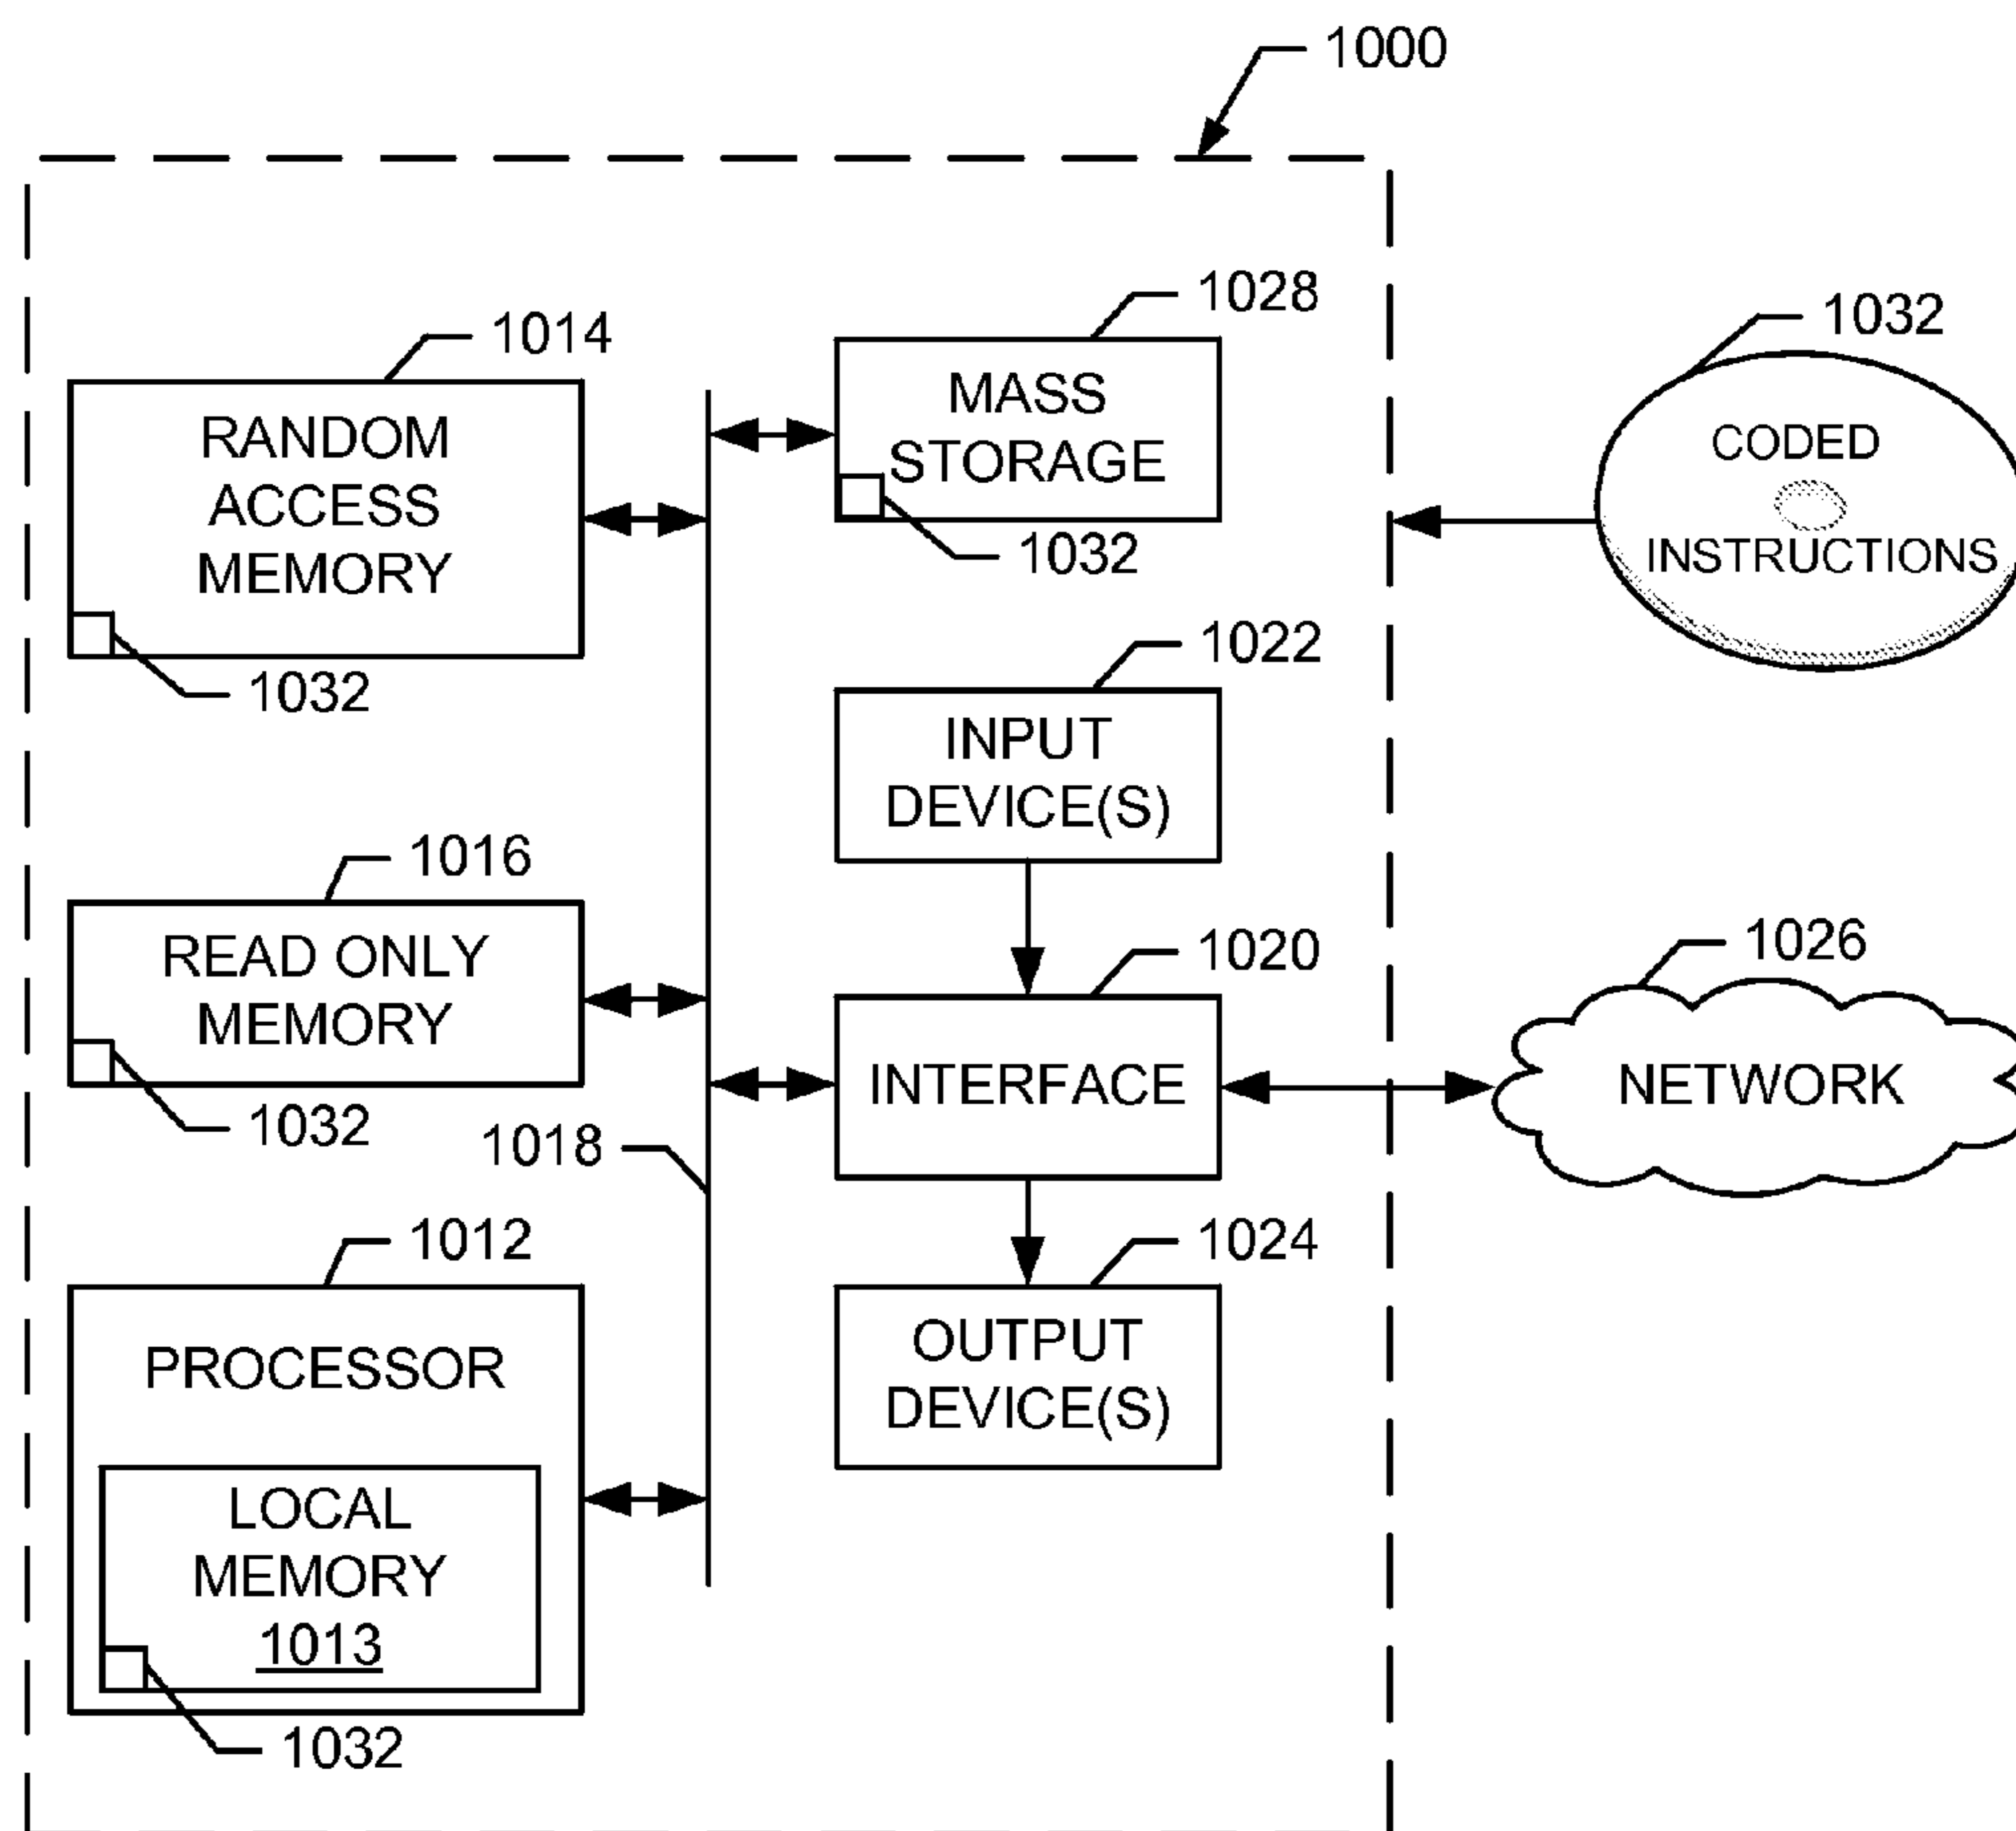 1000
1014
RANDOM
ACCESS
MEMORY
1032
1028
MASS
STORAGE
1032
1032
CODED
INSTRUCTIONS
1022
INPUT
DEVICE(S)
1016
READ ONLY
MEMORY
1032
1018
1020
INTERFACE
1026
NETWORK
1012
PROCESSOR
LOCAL
MEMORY
1013
1032
1024
OUTPUT
DEVICE(S)